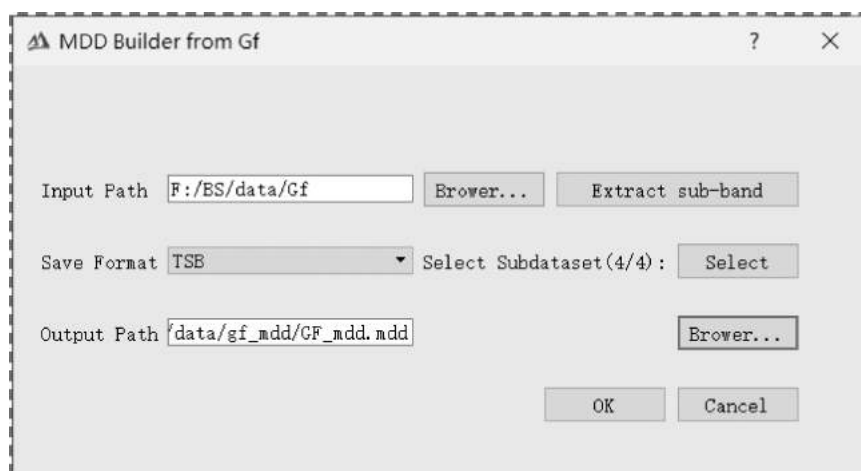 MDD Builder from Gf ? ×
Input Path F:/BS/data/Gf Brower... Extract sub-band
Save Format TSB Select Subdataset(4/4): Select
Output Path /data/gf_mdd/GF_mdd.mdd Brower...
OK Cancel